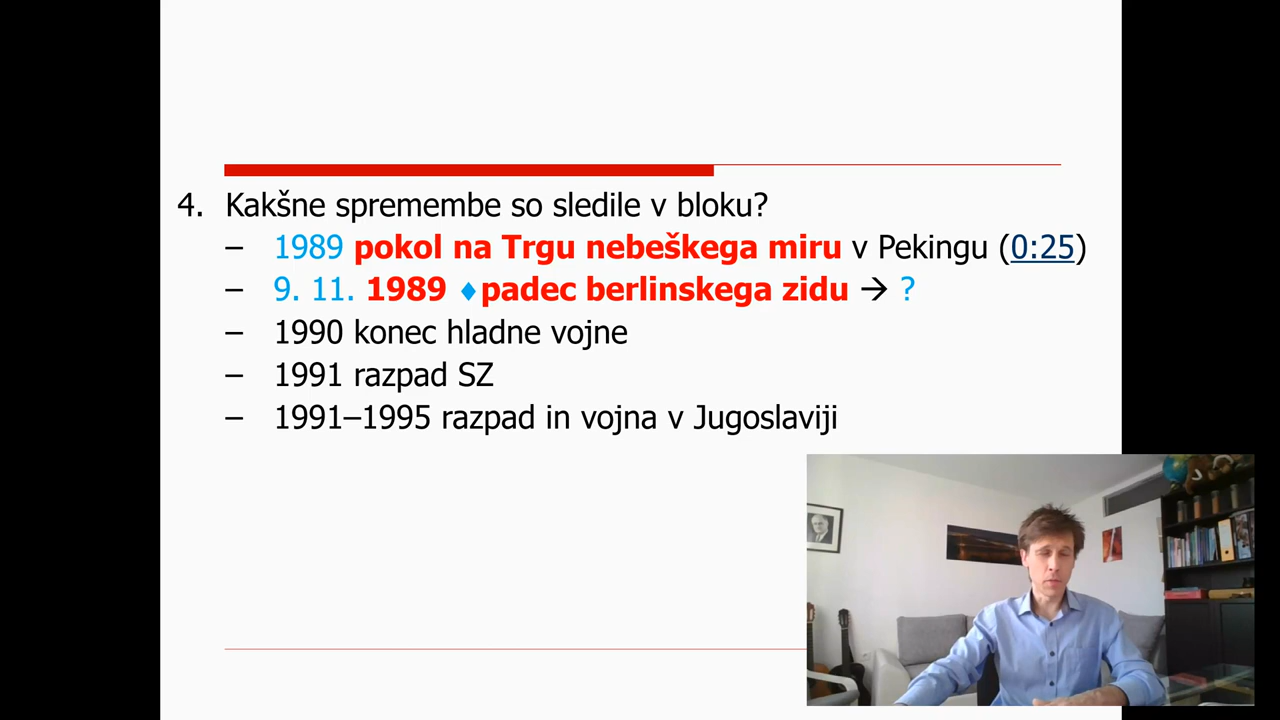 4. Kakšne spremembe so sledile v bloku?
– 1989 pokol na Trgu nebeškega miru v Pekingu (0:25)
– 9. 11. 1989 ♦padec berlinskega zidu → ?
– 1990 konec hladne vojne
– 1991 razpad SZ
– 1991–1995 razpad in vojna v Jugoslaviji